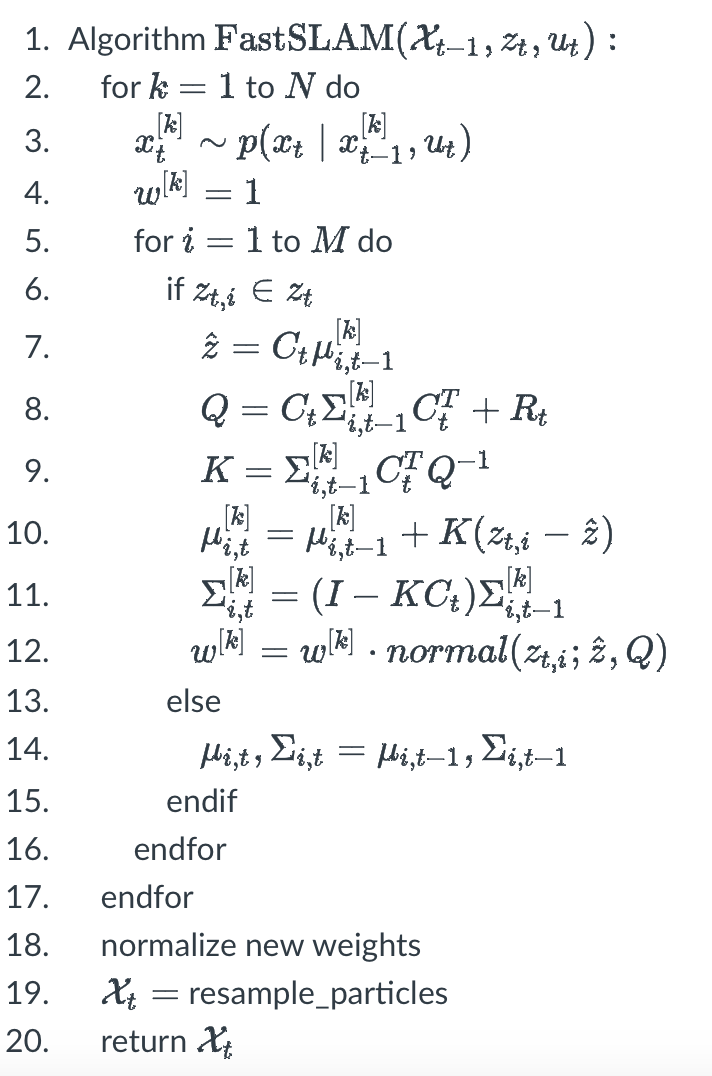 1. Algorithm FastSLAM(𝒳_{t−1}, z_t, u_t) :
2. for k = 1 to N do
3. x_t^{[k]} ∼ p(x_t | x_{t−1}^{[k]}, u_t)
4. w^{[k]} = 1
5. for i = 1 to M do
6. if z_{t,i} ∈ z_t
7. ẑ = C_t μ_{i,t−1}^{[k]}
8. Q = C_t Σ_{i,t−1}^{[k]} C_t^T + R_t
9. K = Σ_{i,t−1}^{[k]} C_t^T Q^{−1}
10. μ_{i,t}^{[k]} = μ_{i,t−1}^{[k]} + K(z_{t,i} − ẑ)
11. Σ_{i,t}^{[k]} = (I − KC_t)Σ_{i,t−1}^{[k]}
12. w^{[k]} = w^{[k]} · normal(z_{t,i}; ẑ, Q)
13. else
14. μ_{i,t}, Σ_{i,t} = μ_{i,t−1}, Σ_{i,t−1}
15. endif
16. endfor
17. endfor
18. normalize new weights
19. 𝒳_t = resample_particles
20. return 𝒳_t